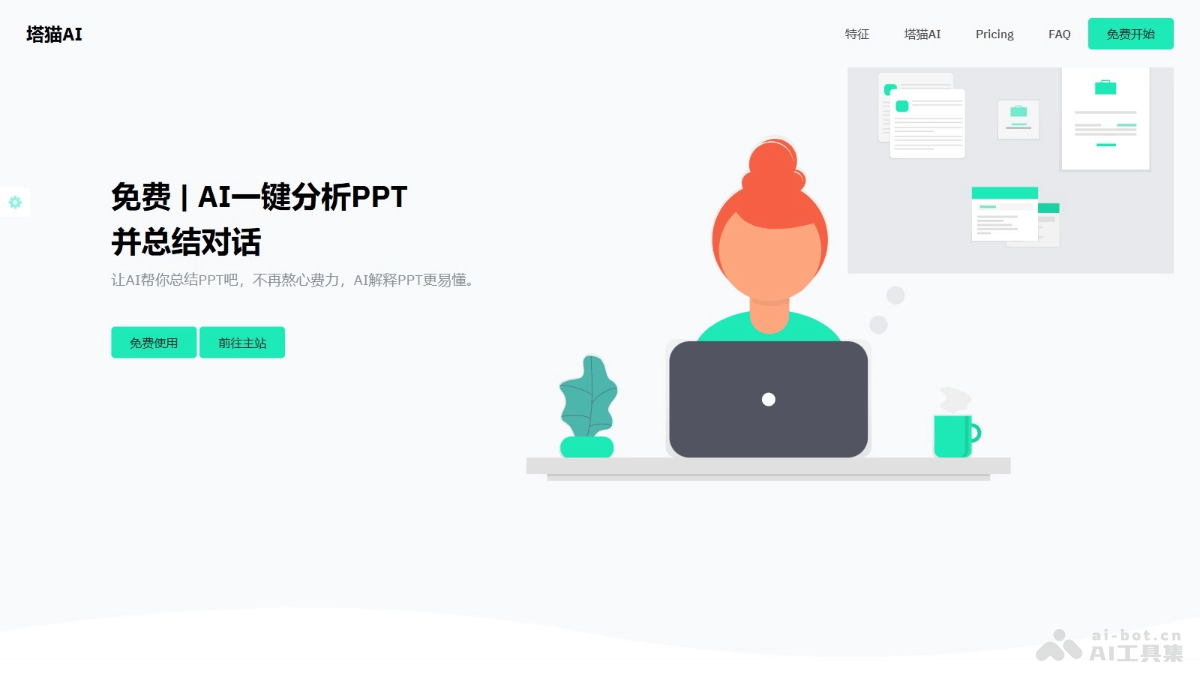 塔猫AI
特征
塔猫AI
Pricing
FAQ
免费开始
免费 | AI一键分析PPT
并总结对话
让AI帮你总结PPT吧，不再熬心费力，AI解释PPT更易懂。
免费使用
前往主站
ai-bot.cn
AI工具集